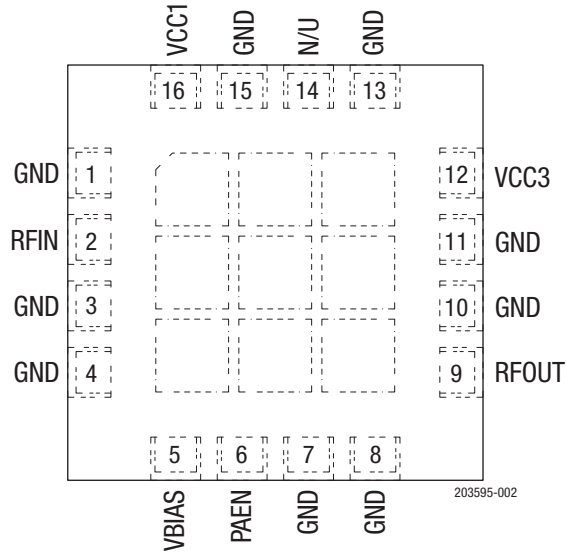 VCC1 GND N/U GND
16 15 14 13
GND 1 12 VCC3
RFIN 2 11 GND
GND 3 10 GND
GND 4 9 RFOUT
5 6 7 8
VBIAS PAEN GND GND
203595-002